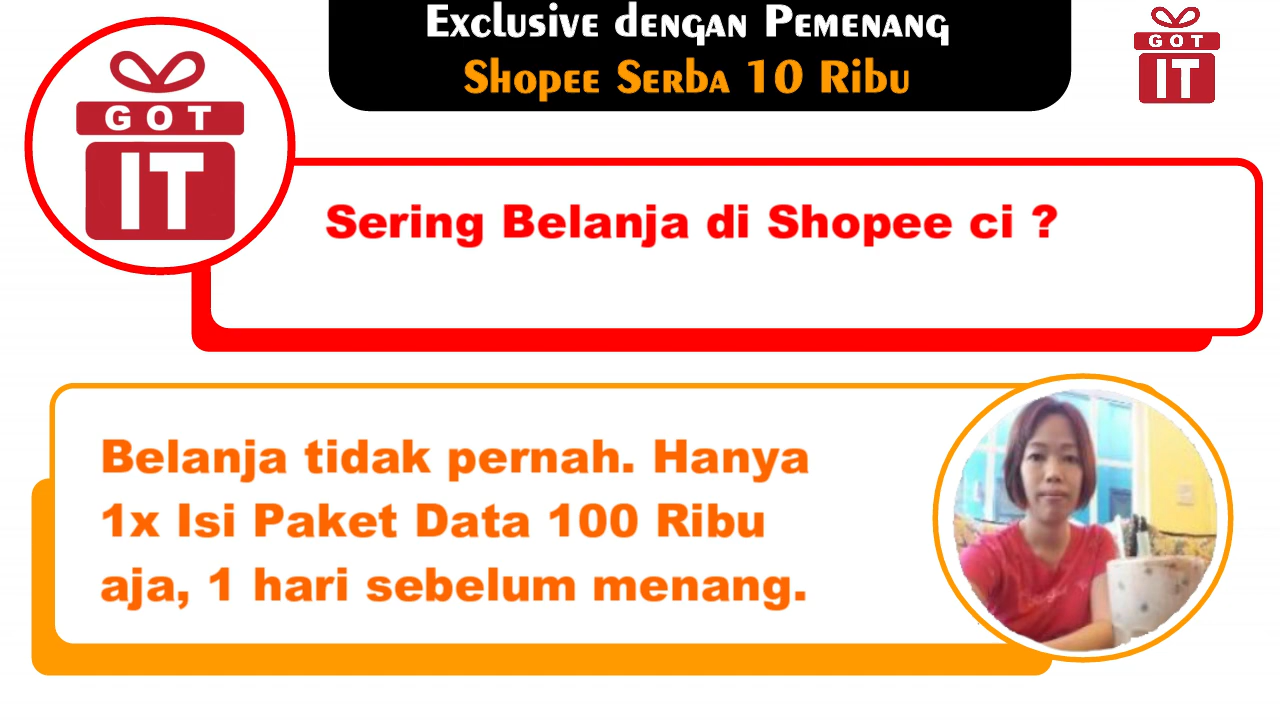 Exclusive dengan Pemenang
Shopee Serba 10 Ribu
GOT
IT
GOT
IT
Sering Belanja di Shopee ci ?
Belanja tidak pernah. Hanya
1x Isi Paket Data 100 Ribu
aja, 1 hari sebelum menang.